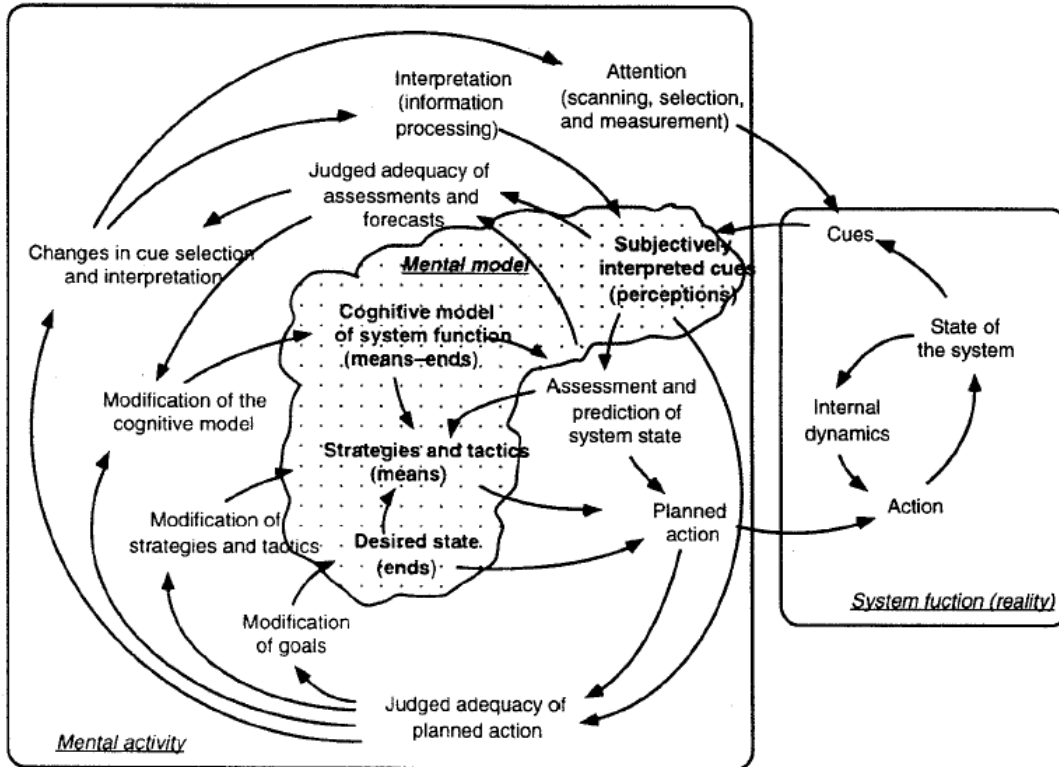 Interpretation
(information
processing)
Attention
(scanning, selection,
and measurement)
Judged adequacy of
assessments and
forecasts
Changes in cue selection
and interpretation
Mental model
Subjectively
interpreted cues
(perceptions)
Cues
Coghitive model
of system function
(means–ends)
State of
the system
Modification of the
cognitive model
Assessment and
prediction of
system state
Internal
dynamics
Strategies and tactics
(means)
Modification of
strategies and tactics
Desired state
(ends)
Planned
action
Action
Modification
of goals
System fuction (reality)
Judged adequacy of
planned action
Mental activity